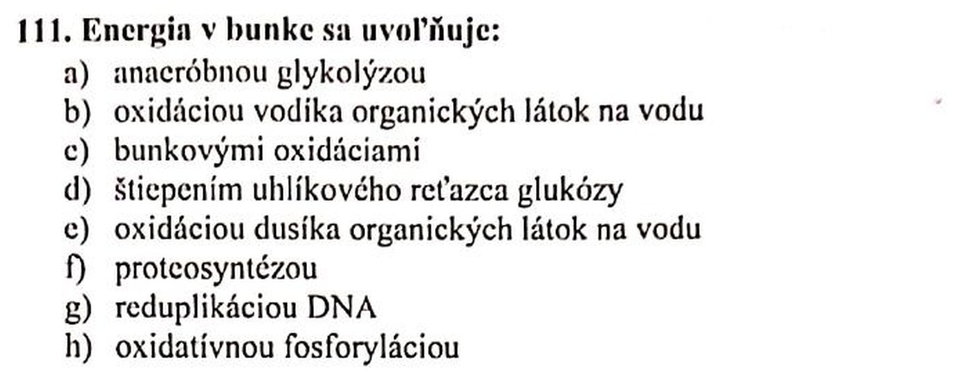 111. Energia v bunke sa uvoľňuje:
a) anaeróbnou glykolýzou
b) oxidáciou vodíka organických látok na vodu
c) bunkovými oxidáciami
d) štiepením uhlíkového reťazca glukózy
e) oxidáciou dusíka organických látok na vodu
f) proteosyntézou
g) reduplikáciou DNA
h) oxidatívnou fosforyláciou